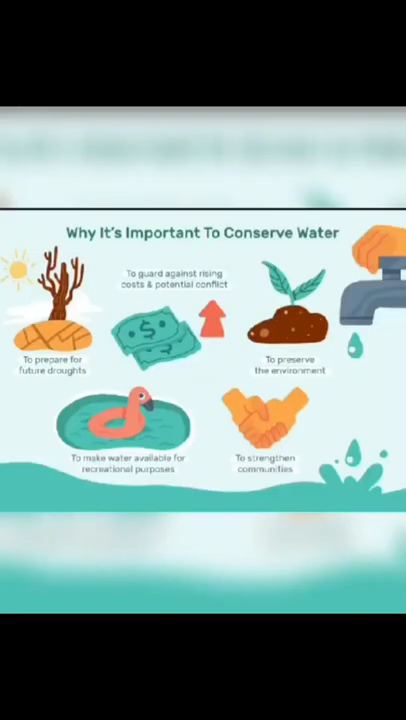 Why It's Important To Conserve Water
To guard against rising
costs & potential conflict
To prepare for
future droughts
To preserve
the environment
To make water available for
recreational purposes
To strengthen
communities